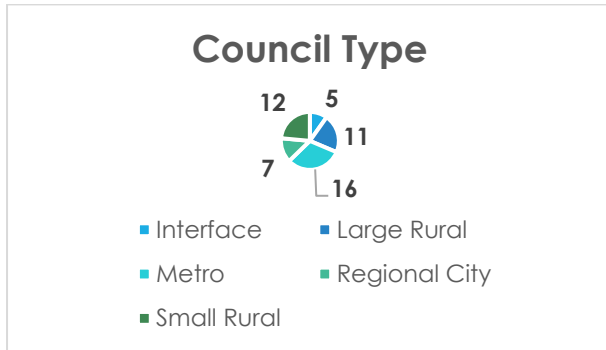 Council Type
12 5
11
7
16
Interface Large Rural
Metro Regional City
Small Rural